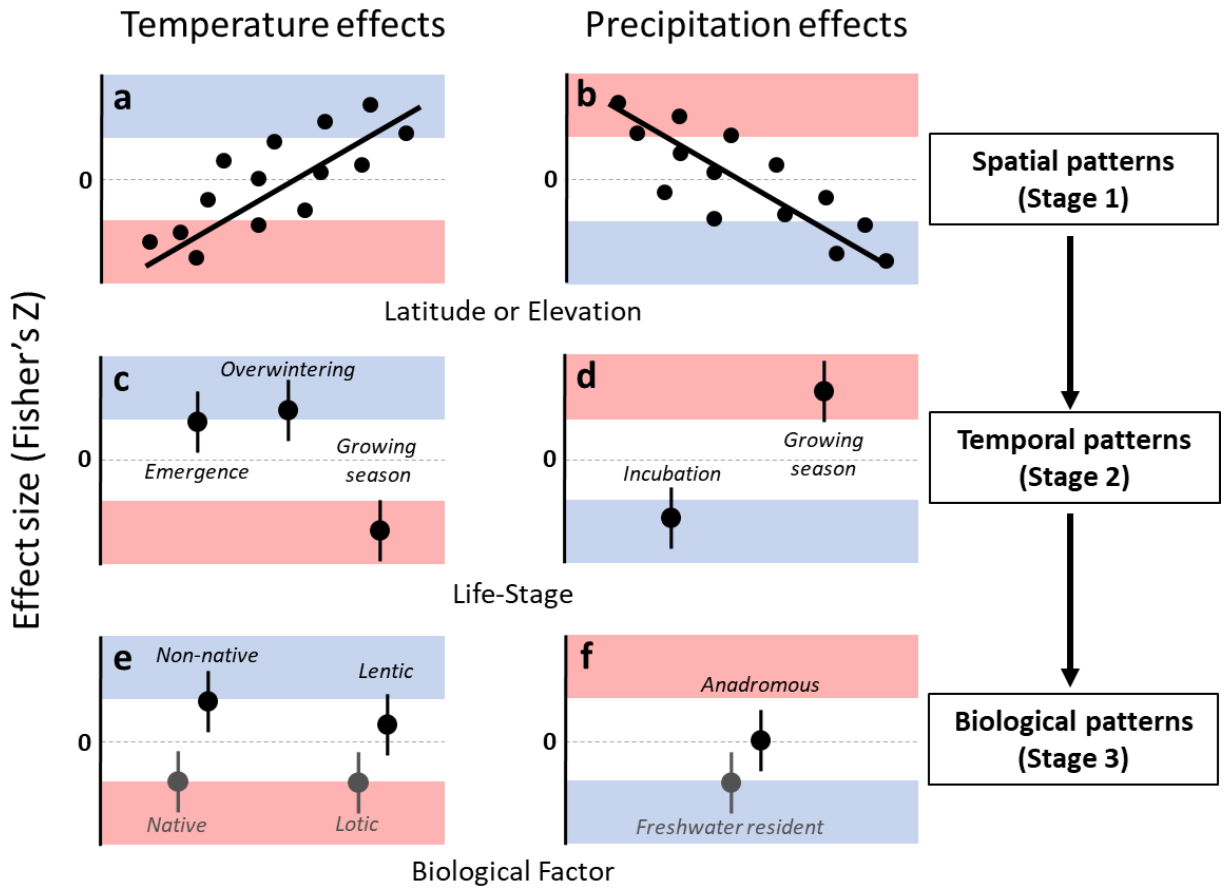 Temperature effects
Precipitation effects
Effect size (Fisher's Z)
a
0
b
0
Spatial patterns
(Stage 1)
Latitude or Elevation
c
Overwintering
0
Emergence
Growing
season
d
0
Incubation
Growing
season
Temporal patterns
(Stage 2)
Life-Stage
e
Non-native
Lentic
0
Native
Lotic
f
Anadromous
0
Freshwater resident
Biological patterns
(Stage 3)
Biological Factor